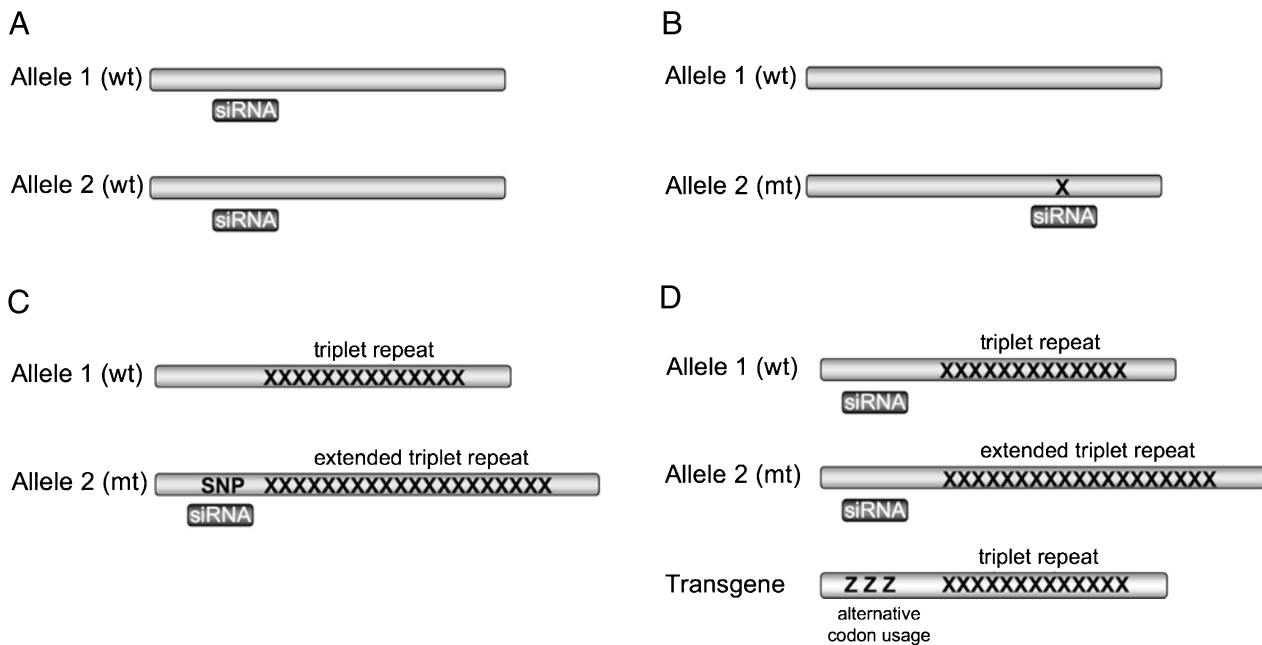 A
Allele 1 (wt)
siRNA
Allele 2 (wt)
siRNA
B
Allele 1 (wt)
Allele 2 (mt)
X
siRNA
C
triplet repeat
Allele 1 (wt)
XXXXXXXXXXXXXX
extended triplet repeat
Allele 2 (mt)
SNP XXXXXXXXXXXXXXXXXXXX
siRNA
D
triplet repeat
Allele 1 (wt)
XXXXXXXXXXXXX
siRNA
extended triplet repeat
Allele 2 (mt)
XXXXXXXXXXXXXXXXXXX
siRNA
triplet repeat
Transgene
Z Z Z XXXXXXXXXXXXX
alternative
codon usage